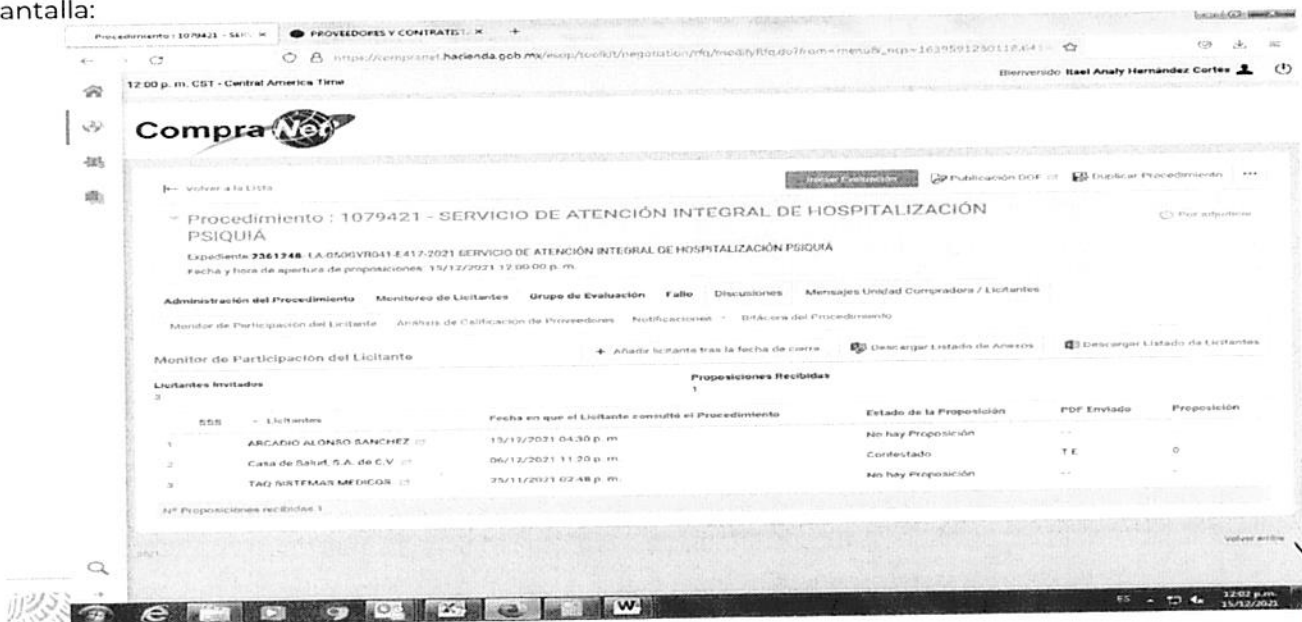 antalla:
Procedimiento : 1079421 - SERV × PROVEEDORES Y CONTRATIST × +
https://compranet.hacienda.gob.mx/esop/toolkit/negotiation/rfq/modifyRfq.do?from=menu&_ncp=1639591230118.641
12:00 p. m. CST - Central America Time Bienvenido Itsel Analy Hernández Cortes
CompraNet
Volver a la Lista Iniciar Evaluación Publicación DOF Duplicar Procedimiento ...
Procedimiento : 1079421 - SERVICIO DE ATENCIÓN INTEGRAL DE HOSPITALIZACIÓN Por adjudicar
PSIQUIÁ
Expediente 2361248- LA-050GYR041-E417-2021 SERVICIO DE ATENCIÓN INTEGRAL DE HOSPITALIZACIÓN PSIQUIÁ
Fecha y hora de apertura de proposiciones: 15/12/2021 12:00:00 p. m.
Administración del Procedimiento Monitoreo de Licitantes Grupo de Evaluación Fallo Discusiones Mensajes Unidad Compradora / Licitantes
Monitor de Participación del Licitante Análisis de Calificación de Proveedores Notificaciones Bitácora del Procedimiento
Monitor de Participación del Licitante + Añadir licitante tras la fecha de cierre Descargar Listado de Anexos Descargar Listado de Licitantes
Licitantes Invitados Proposiciones Recibidas
3 1
555 Licitantes Fecha en que el Licitante consultó el Procedimiento Estado de la Proposición PDF Enviado Proposición
1 ARCADIO ALONSO SANCHEZ 13/12/2021 04:30 p. m. No hay Proposición
2 Casa de Salud, S.A. de C.V. 06/12/2021 11:20 p. m. Contestado T E 0
3 TAQ SISTEMAS MEDICOS 25/11/2021 02:48 p. m. No hay Proposición
Nº Proposiciones recibidas 1
Volver arriba
ES 12:02 p.m.
15/12/2021